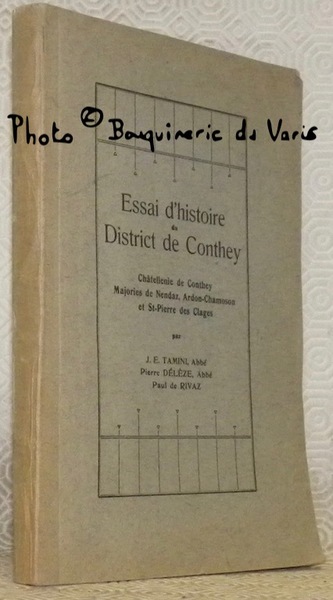 Photo © Bouquinerie du Varis
Essai d'histoire
du
District de Conthey
Châtellenie de Conthey
Majories de Nendaz, Ardon-Chamoson
et St-Pierre des Clages
par
J. E. TAMINI, Abbé
Pierre DÉLÈZE, Abbé
Paul de RIVAZ